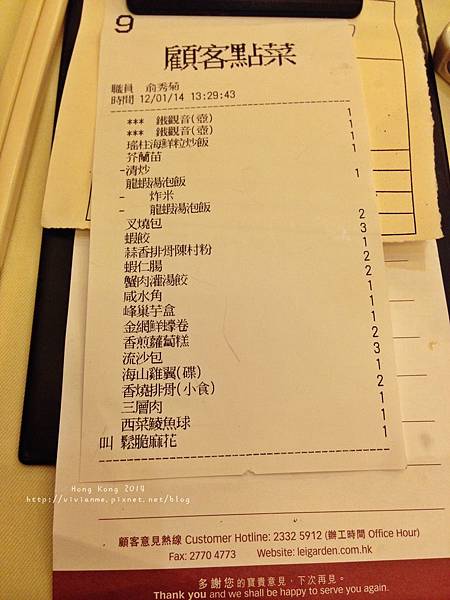 9
顧客點菜
職員 俞秀菊
時間 12/01/14 13:29:43
*** 鐵觀音(壺) 1
*** 鐵觀音(壺) 1
瑤柱海鮮粒炒飯 1
芥蘭苗 1
-清炒
龍蝦湯泡飯 1
- 炸米
- 龍蝦湯泡飯
叉燒包 2
蝦餃 3
蒜香排骨陳村粉 1
蝦仁腸 2
蟹肉灌湯餃 2
咸水角 1
蜂巢芋盒 1
金網鮮蠔卷 1
香煎蘿蔔糕 2
流沙包 3
海山雞翼(碟) 1
香燒排骨(小食) 2
三層肉 1
西菜鯪魚球 1
叫 鬆脆麻花 1
Hong Kong 2014
http://vivianme.pixnet.net/blog
顧客意見熱線 Customer Hotline: 2332 5912 (辦工時間 Office Hour)
Fax: 2770 4773 Website: leigarden.com.hk
多謝您的寶貴意見，下次再見。
Thank you and we shall be happy to serve you again.